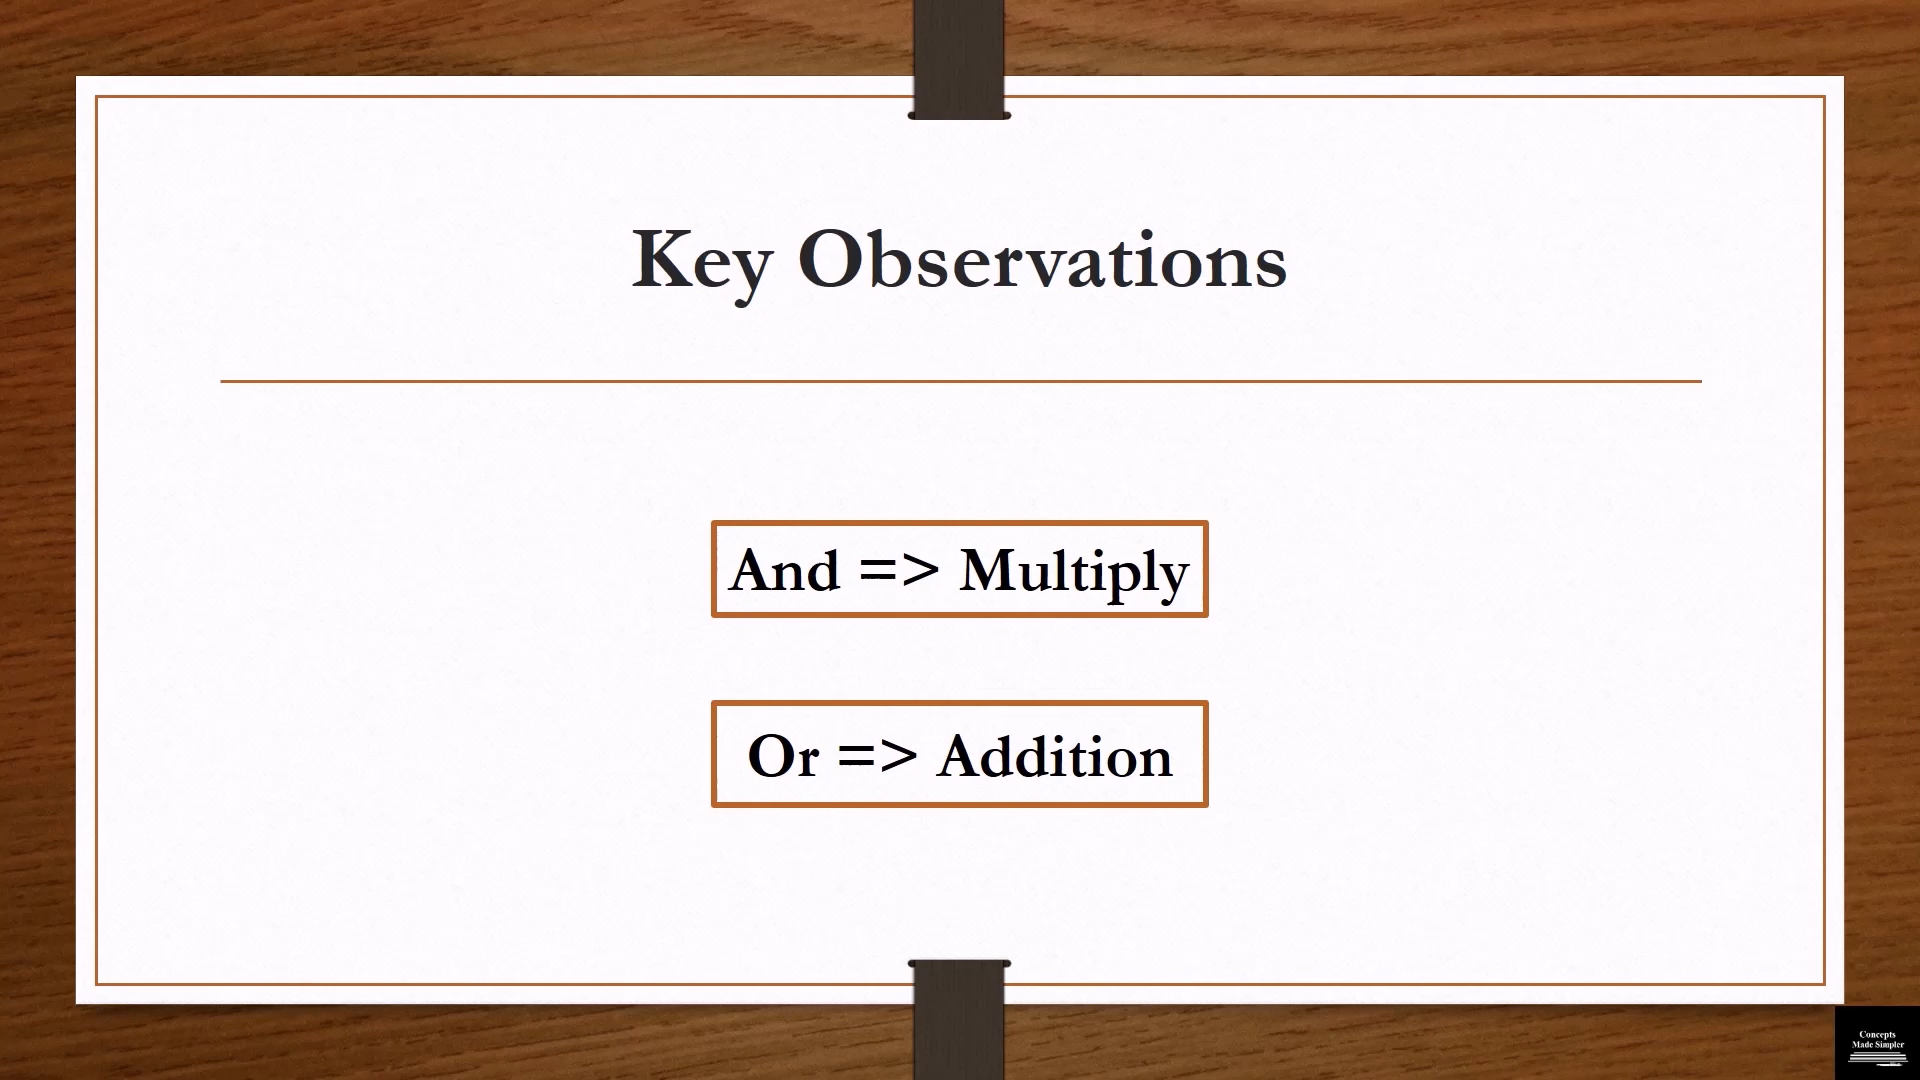 Key Observations
And => Multiply
Or => Addition
Concepts
Made Simpler